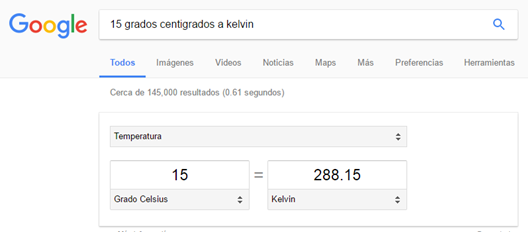 Google
15 grados centigrados a kelvin
Todos Imágenes Videos Noticias Maps Más Preferencias Herramientas
Cerca de 145,000 resultados (0.61 segundos)
Temperatura
15 = 288.15
Grado Celsius Kelvin